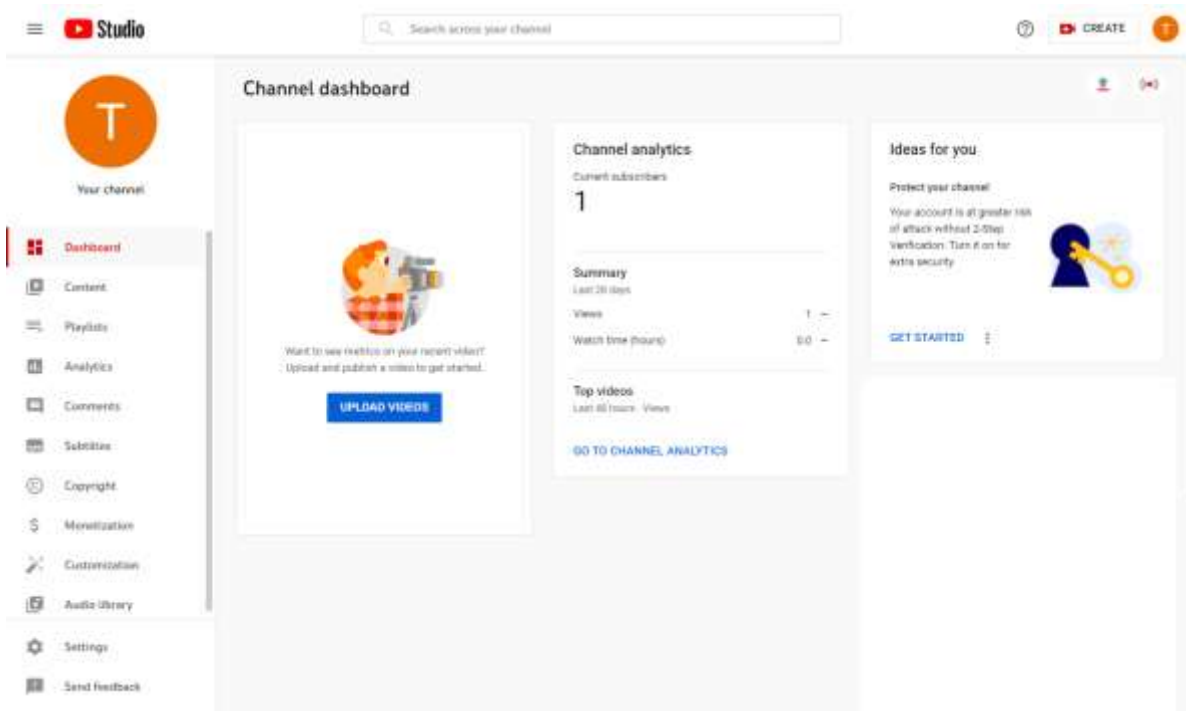 Studio
Search across your channel
CREATE
T
T
Your channel
Dashboard
Content
Playlists
Analytics
Comments
Subtitles
Copyright
Monetization
Customization
Audio library
Settings
Send feedback
Channel dashboard
Want to see metrics on your recent video?
Upload and publish a video to get started.
UPLOAD VIDEOS
Channel analytics
Current subscribers
1
Summary
Last 28 days
Views 1 —
Watch time (hours) 0.0 —
Top videos
Last 48 hours · Views
GO TO CHANNEL ANALYTICS
Ideas for you
Protect your channel
Your account is at greater risk
of attack without 2-Step
Verification. Turn it on for
extra security
GET STARTED